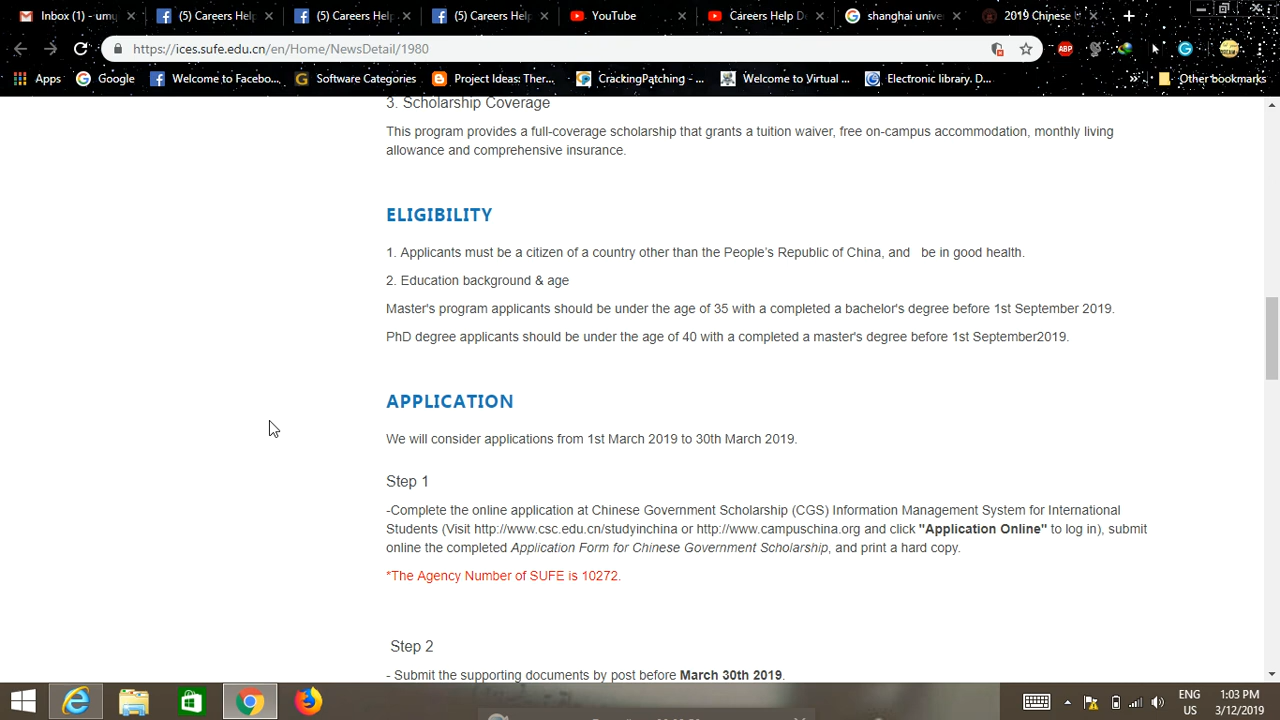 Inbox (1) - umy
(5) Careers Help
(5) Careers Help
(5) Careers Help
YouTube
Careers Help D
shanghai unive
2019 Chinese
https://ices.sufe.edu.cn/en/Home/NewsDetail/1980
ABP
Apps
Google
Welcome to Facebo...
Software Categories
Project Ideas: Ther...
CrackingPatching - ...
Welcome to Virtual ...
Electronic library. D...
Other bookmarks
3. Scholarship Coverage
This program provides a full-coverage scholarship that grants a tuition waiver, free on-campus accommodation, monthly living
allowance and comprehensive insurance.
ELIGIBILITY
1. Applicants must be a citizen of a country other than the People's Republic of China, and be in good health.
2. Education background & age
Master's program applicants should be under the age of 35 with a completed a bachelor's degree before 1st September 2019.
PhD degree applicants should be under the age of 40 with a completed a master's degree before 1st September2019.
APPLICATION
We will consider applications from 1st March 2019 to 30th March 2019.
Step 1
-Complete the online application at Chinese Government Scholarship (CGS) Information Management System for International
Students (Visit http://www.csc.edu.cn/studyinchina or http://www.campuschina.org and click "Application Online" to log in), submit
online the completed Application Form for Chinese Government Scholarship, and print a hard copy.
*The Agency Number of SUFE is 10272.
Step 2
- Submit the supporting documents by post before March 30th 2019.
ENG
US
1:03 PM
3/12/2019